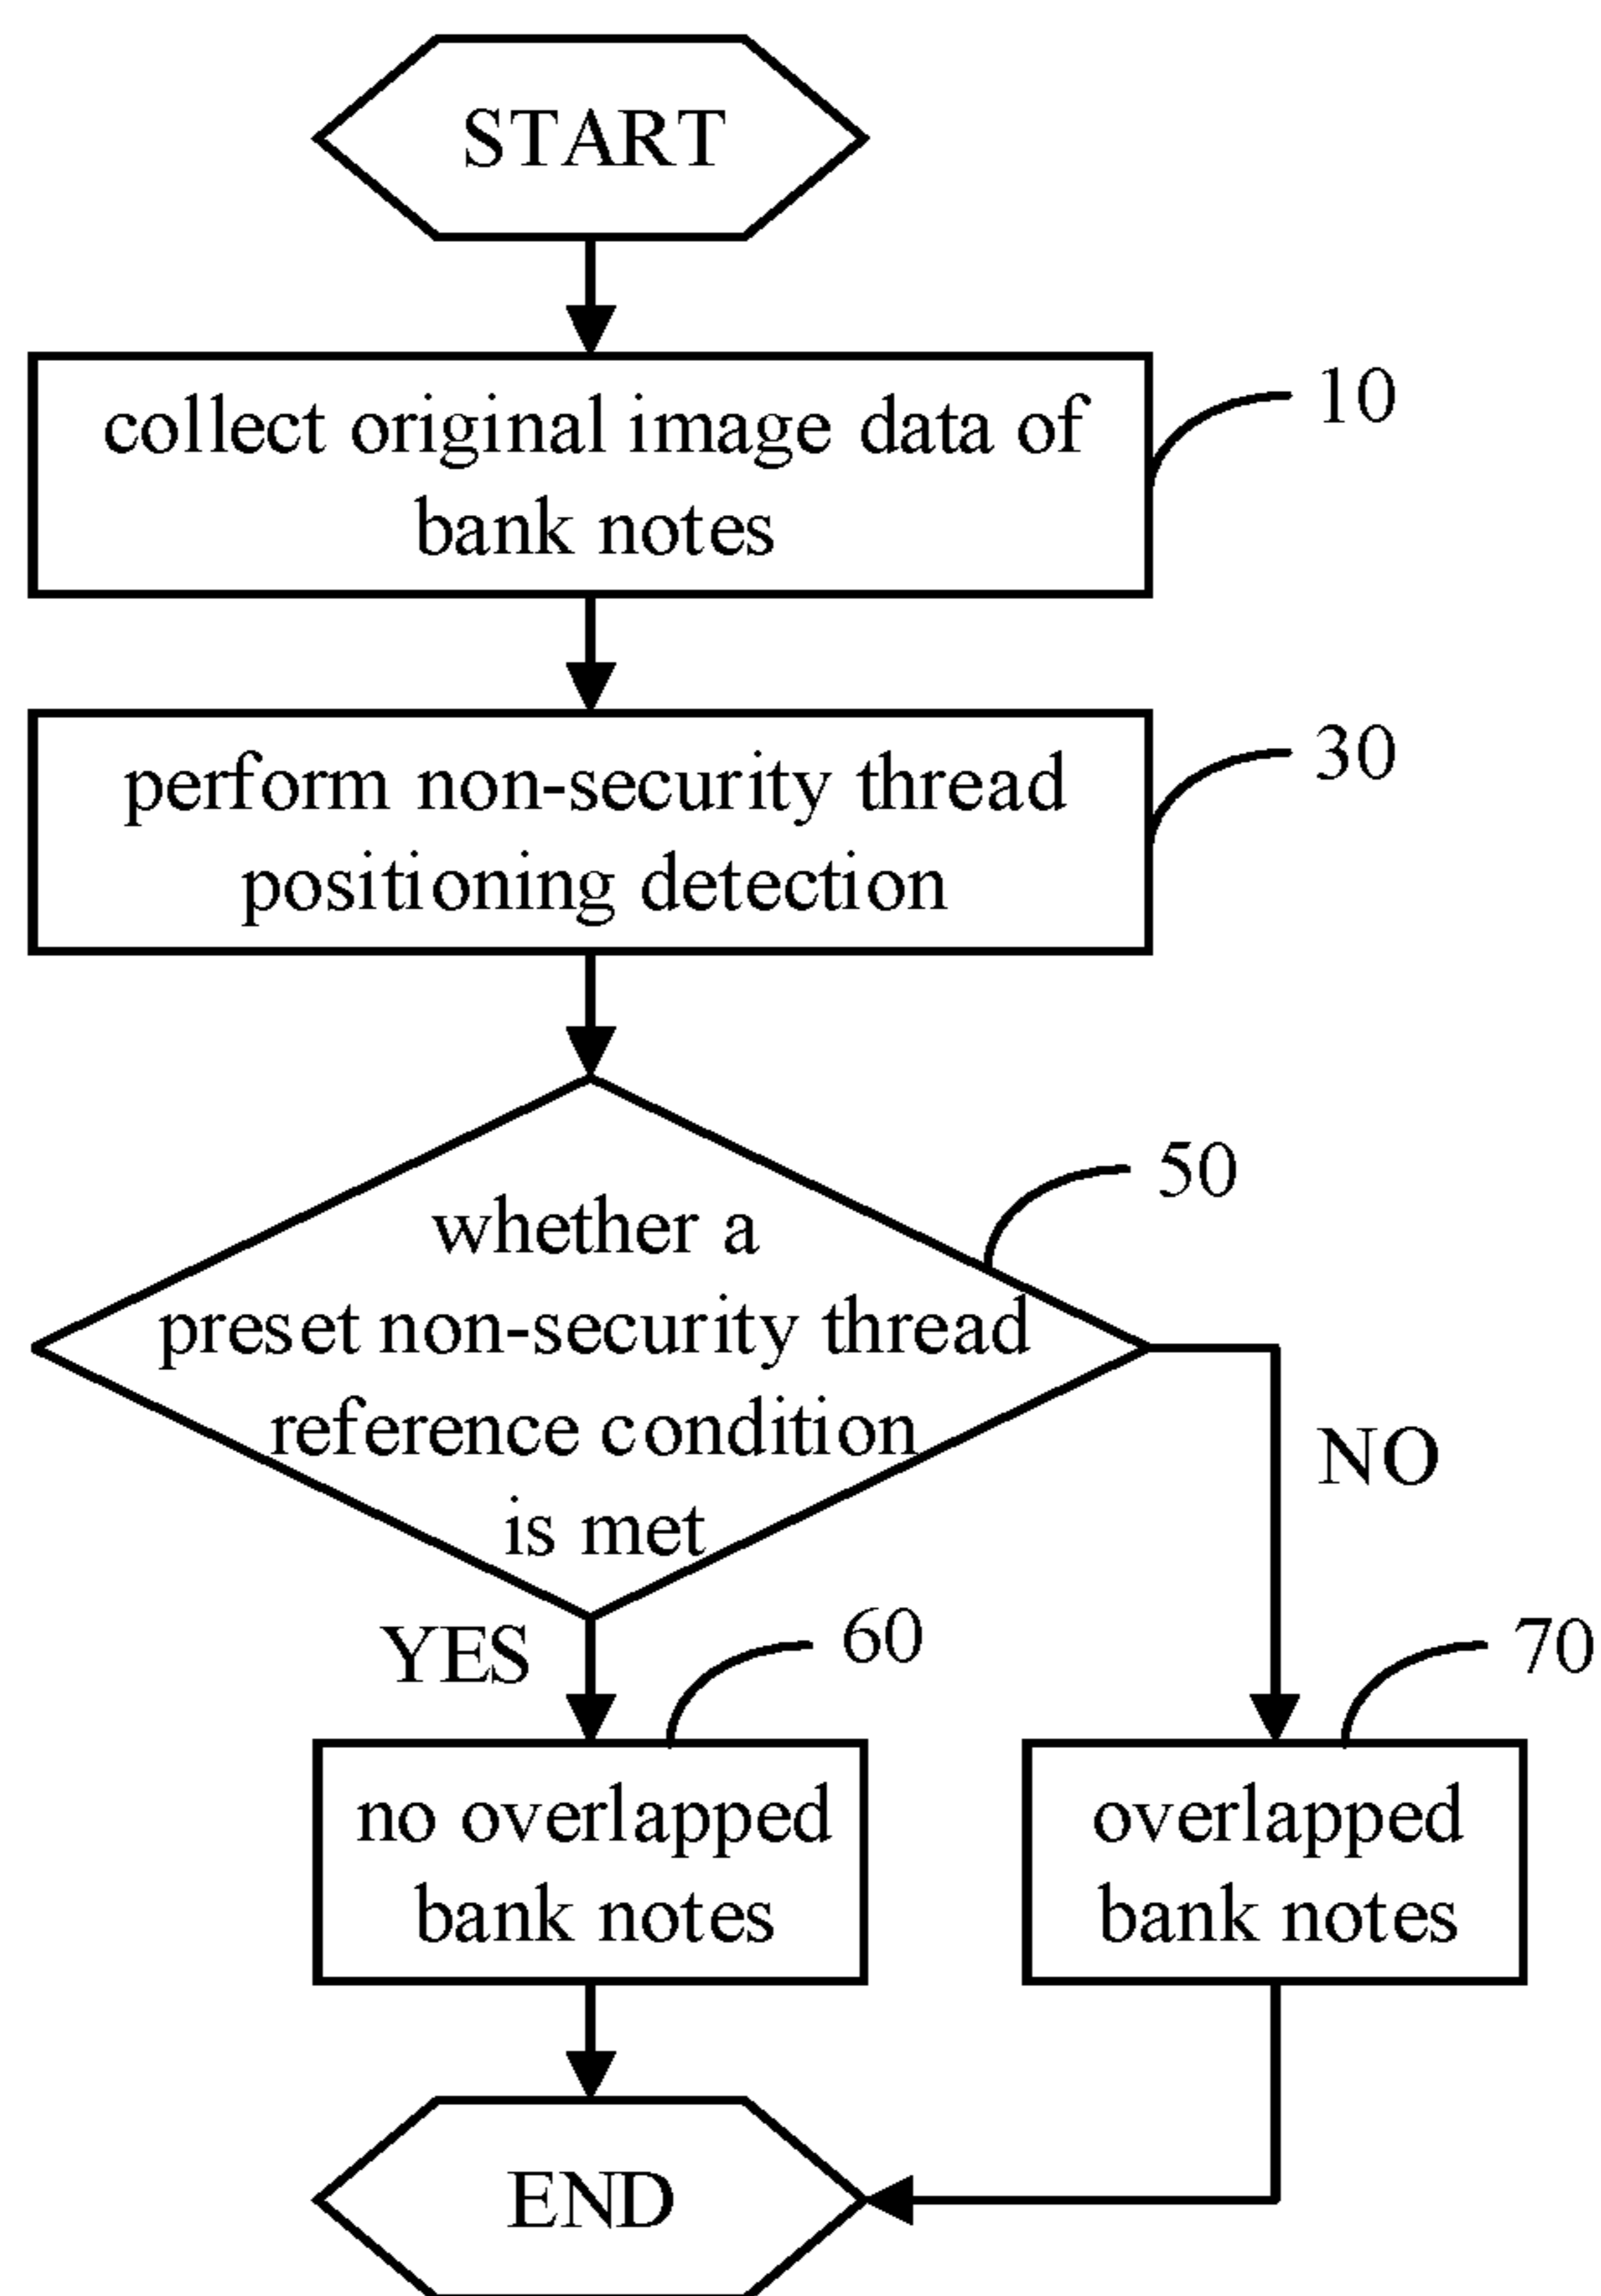 START
collect original image data of
bank notes
10
perform non-security thread
positioning detection
30
whether a
preset non-security thread
reference condition
is met
50
NO
YES
60
70
no overlapped
bank notes
overlapped
bank notes
END